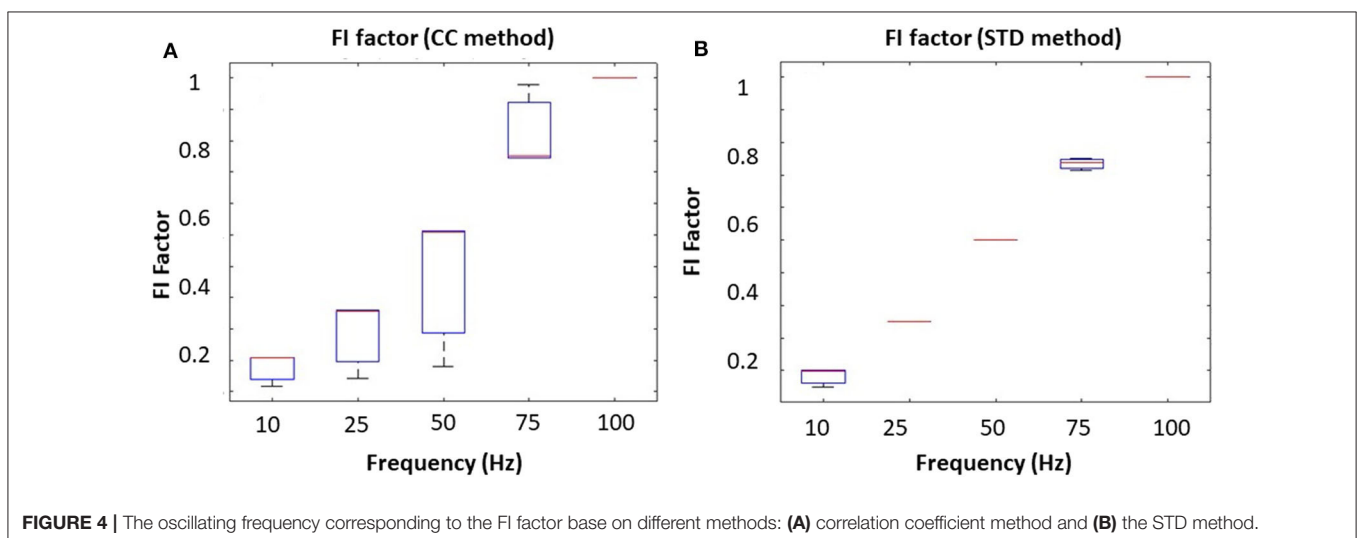 A
FI factor (CC method)
1
0.8
0.6
0.4
0.2
FI Factor
10 25 50 75 100
Frequency (Hz)
B
FI factor (STD method)
1
0.8
0.6
0.4
0.2
FI Factor
10 25 50 75 100
Frequency (Hz)
FIGURE 4 | The oscillating frequency corresponding to the FI factor base on different methods: (A) correlation coefficient method and (B) the STD method.